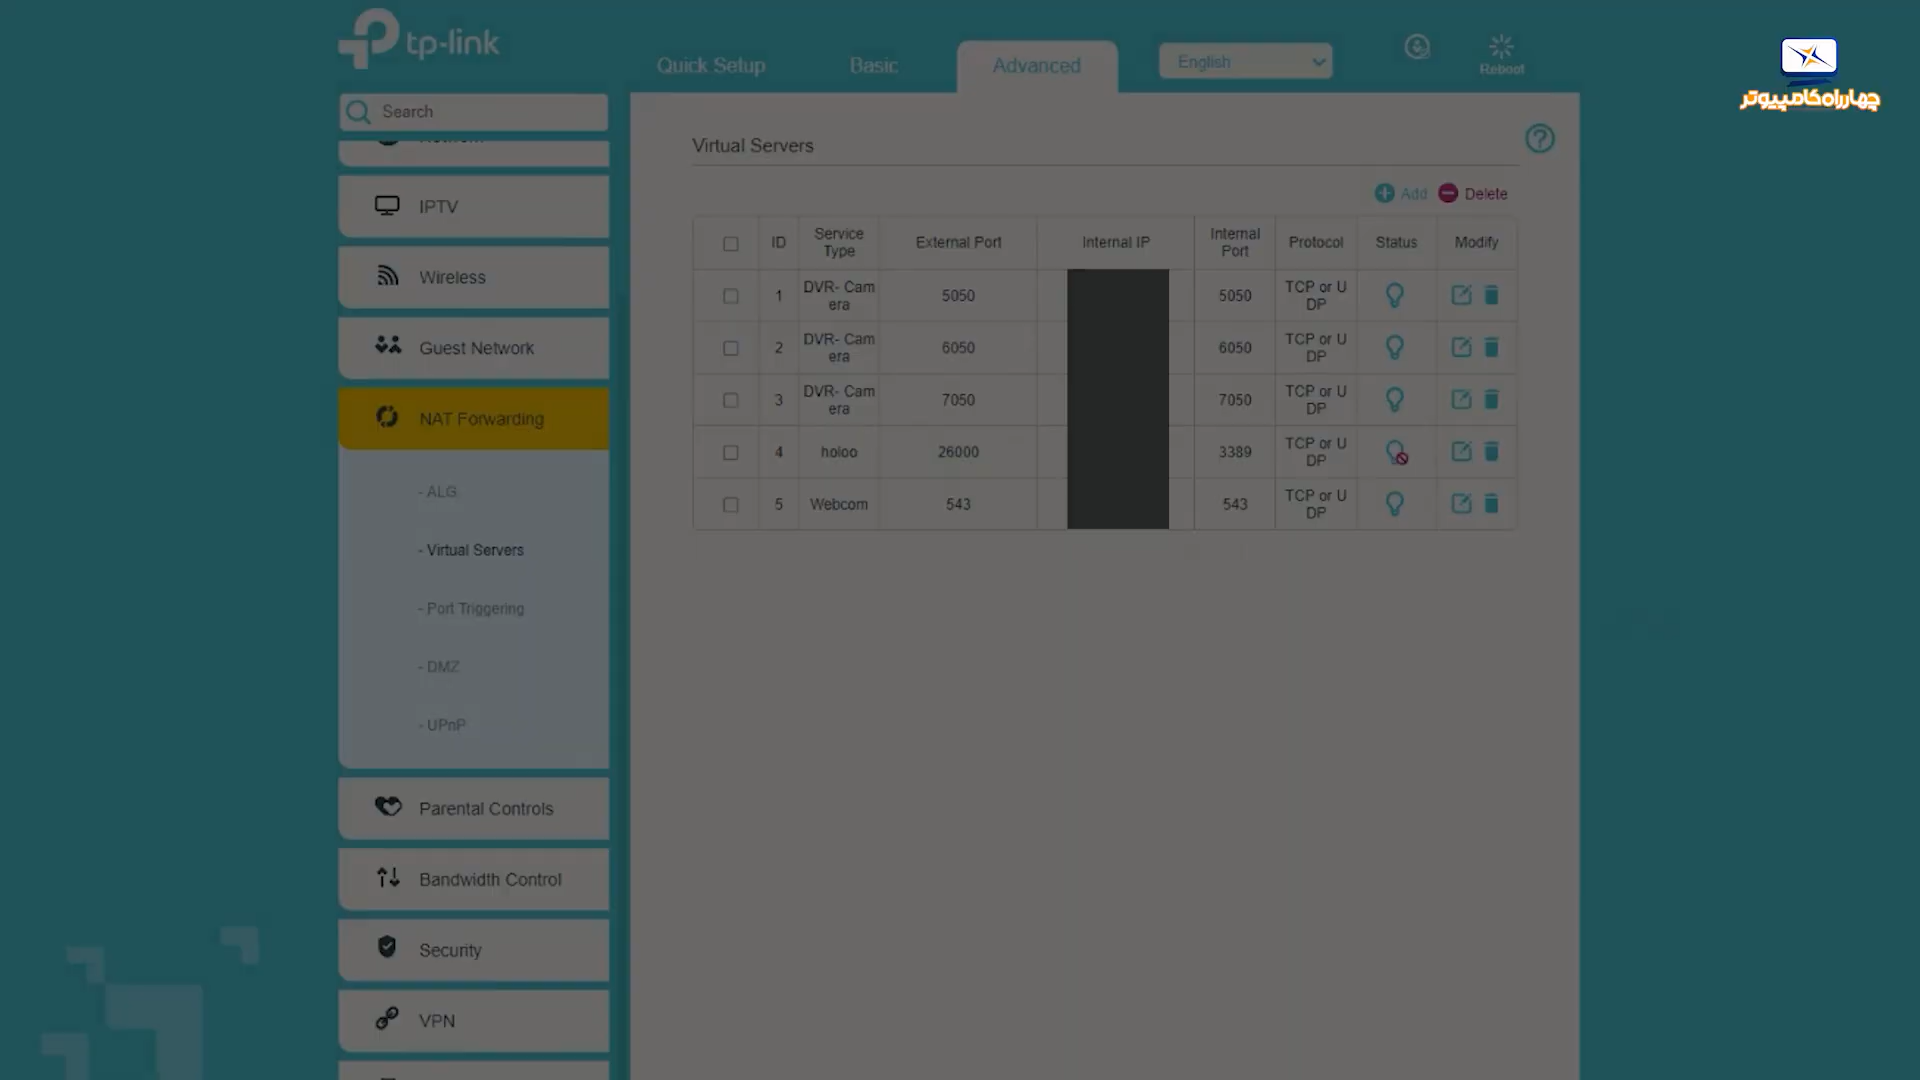 tp-link
Quick Setup
Basic
Advanced
English
Reboot
چهارراه کامپیوتر
Search
IPTV
Wireless
Guest Network
NAT Forwarding
- ALG
- Virtual Servers
- Port Triggering
- DMZ
- UPnP
Parental Controls
Bandwidth Control
Security
VPN
Virtual Servers
?
Add Delete
ID Service Type External Port Internal IP Internal Port Protocol Status Modify
1 DVR- Camera 5050 5050 TCP or UDP
2 DVR- Camera 6050 6050 TCP or UDP
3 DVR- Camera 7050 7050 TCP or UDP
4 holoo 26000 3389 TCP or UDP
5 Webcom 543 543 TCP or UDP